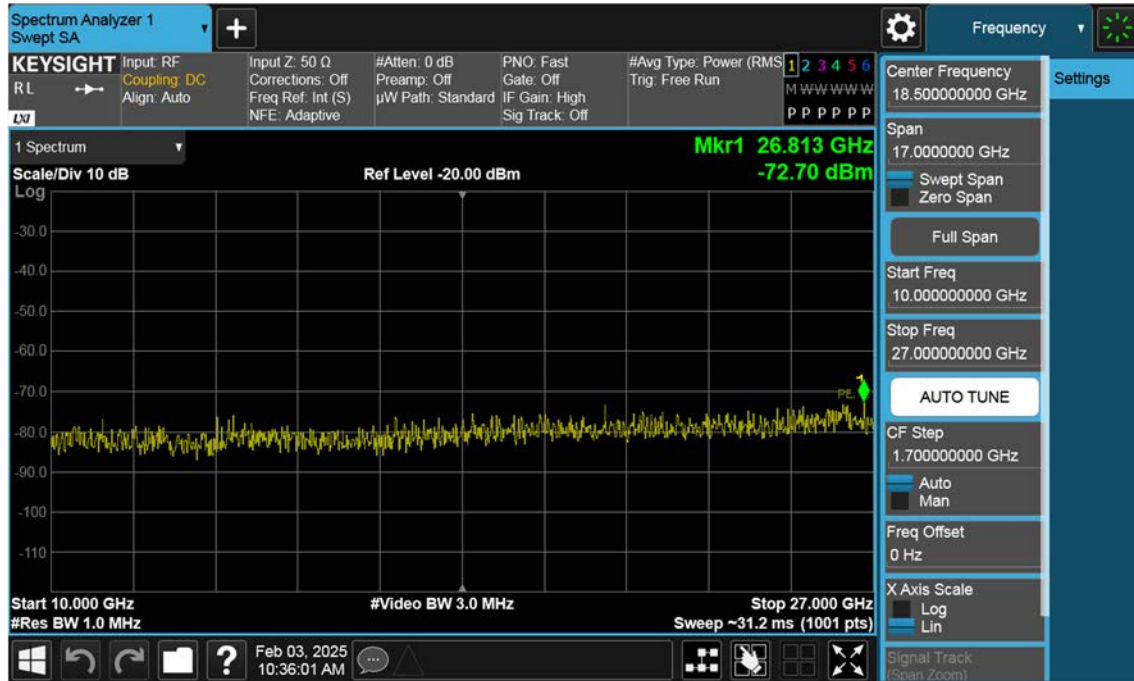 Spectrum Analyzer 1
Swept SA
+
Frequency
KEYSIGHT
R L
LXI
Input: RF
Coupling: DC
Align: Auto
Input Z: 50 Ω
Corrections: Off
Freq Ref: Int (S)
NFE: Adaptive
#Atten: 0 dB
Preamp: Off
µW Path: Standard
PNO: Fast
Gate: Off
IF Gain: High
Sig Track: Off
#Avg Type: Power (RMS
Trig: Free Run
1 2 3 4 5 6
M W W W W W
P P P P P P
1 Spectrum
Mkr1 26.813 GHz
-72.70 dBm
Scale/Div 10 dB
Ref Level -20.00 dBm
Log
-30.0
-40.0
-50.0
-60.0
-70.0
-80.0
-90.0
-100
-110
1
Start 10.000 GHz
#Video BW 3.0 MHz
Stop 27.000 GHz
#Res BW 1.0 MHz
Sweep ~31.2 ms (1001 pts)
Center Frequency
18.500000000 GHz
Span
17.0000000 GHz
Swept Span
Zero Span
Full Span
Start Freq
10.000000000 GHz
Stop Freq
27.000000000 GHz
AUTO TUNE
CF Step
1.700000000 GHz
Auto
Man
Freq Offset
0 Hz
X Axis Scale
Log
Lin
Signal Track
(Span Zoom)
Settings
?
Feb 03, 2025
10:36:01 AM